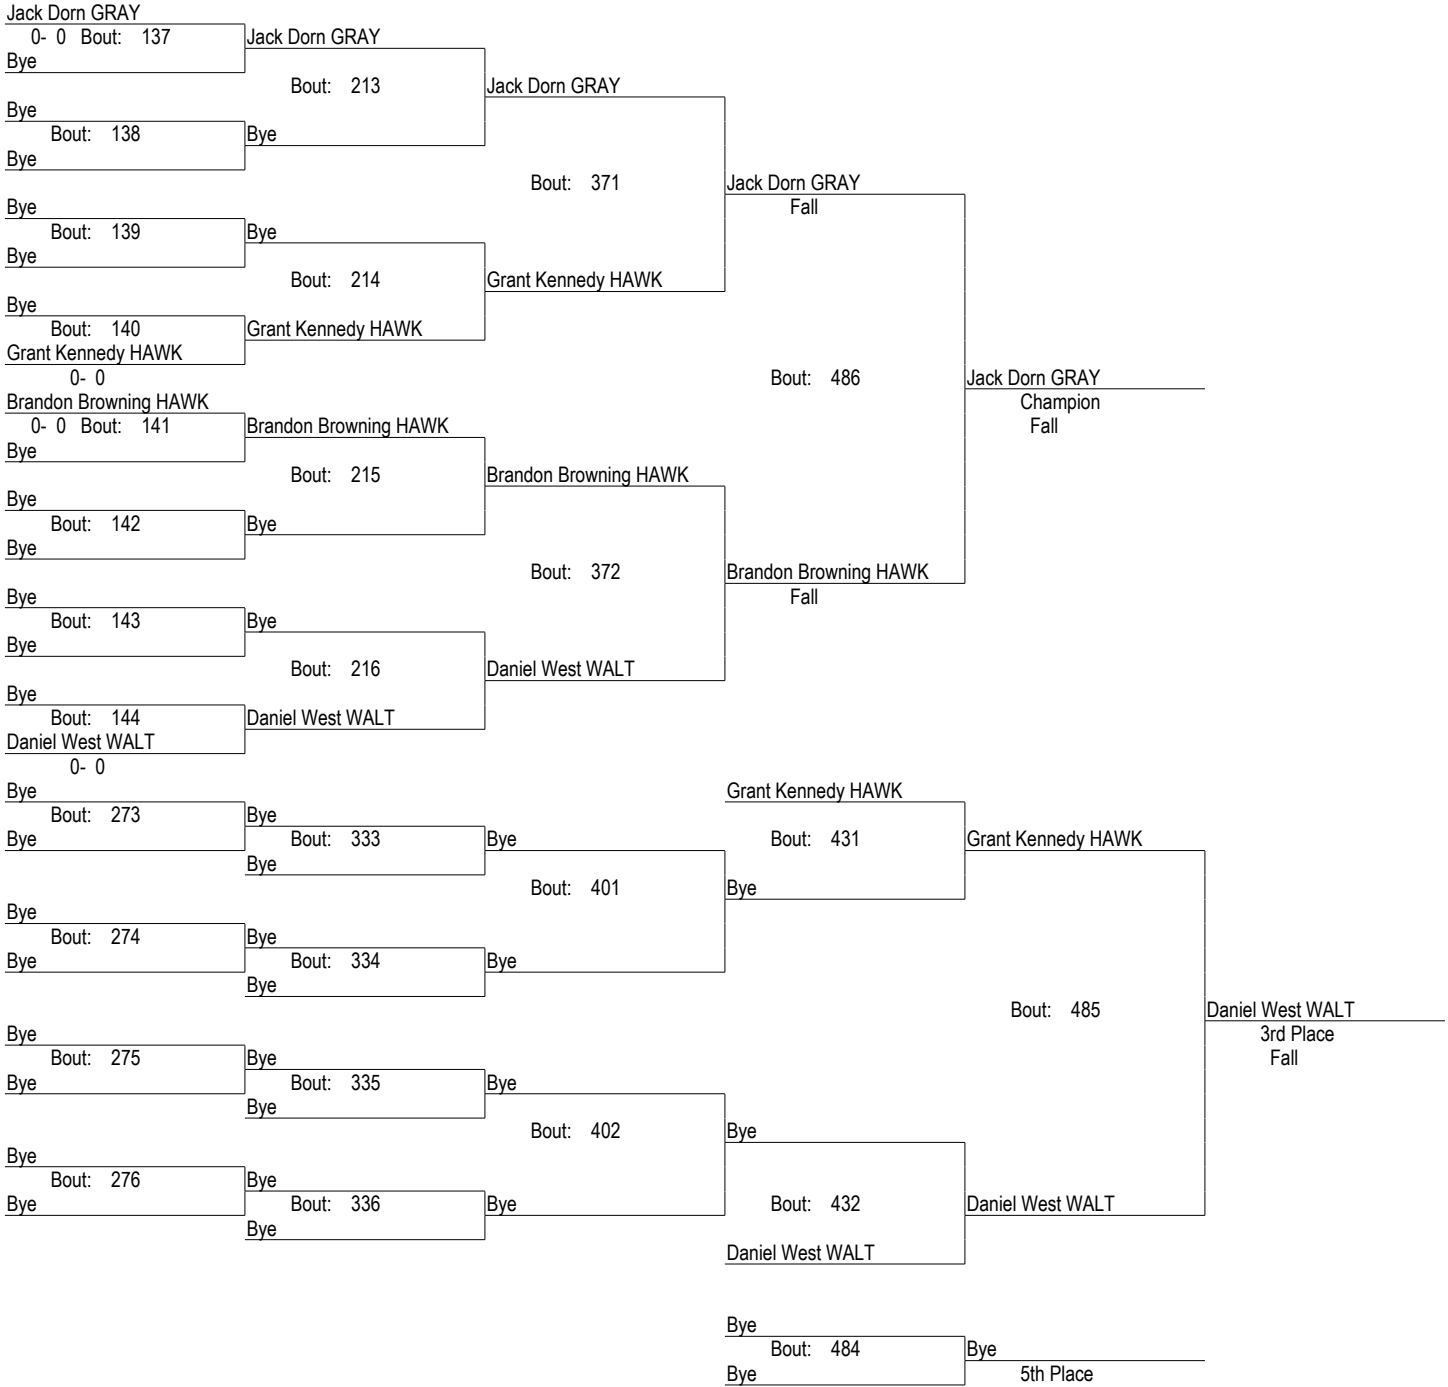 Jack Dorn GRAY
0- 0 Bout: 137 Jack Dorn GRAY
Bye
Bout: 213 Jack Dorn GRAY
Bye
Bout: 138 Bye
Bye
Bout: 371 Jack Dorn GRAY
Bye Fall
Bout: 139 Bye
Bye
Bout: 214 Grant Kennedy HAWK
Bye
Bout: 140 Grant Kennedy HAWK
Grant Kennedy HAWK
0- 0 Bout: 486 Jack Dorn GRAY
Brandon Browning HAWK Champion
0- 0 Bout: 141 Brandon Browning HAWK Fall
Bye
Bout: 215 Brandon Browning HAWK
Bye
Bout: 142 Bye
Bye
Bout: 372 Brandon Browning HAWK
Bye Fall
Bout: 143 Bye
Bye
Bout: 216 Daniel West WALT
Bye
Bout: 144 Daniel West WALT
Daniel West WALT
0- 0
Bye Grant Kennedy HAWK
Bout: 273 Bye
Bye Bout: 333 Bye Bout: 431 Grant Kennedy HAWK
Bye
Bout: 401 Bye
Bye
Bout: 274 Bye
Bye Bout: 334 Bye
Bye
Bout: 485 Daniel West WALT
Bye 3rd Place
Bout: 275 Bye Fall
Bye Bout: 335 Bye
Bye
Bout: 402 Bye
Bye
Bout: 276 Bye
Bye Bout: 336 Bye Bout: 432 Daniel West WALT
Bye
Daniel West WALT
Bye
Bout: 484 Bye
Bye 5th Place